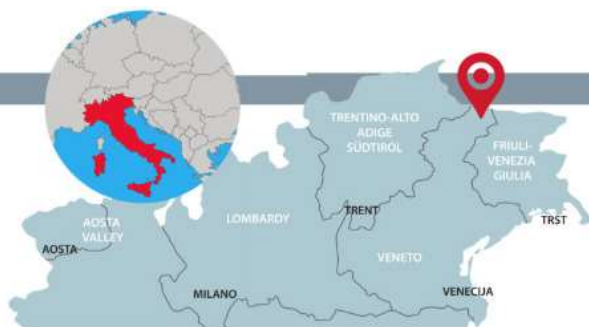 TRENTINO-ALTO
ADIGE
SÜDTIROL
FRIULI-
VENEZIA
GIULIA
AOSTA
VALLEY
LOMBARDY
TRENT
TRST
AOSTA
VENETO
MILANO
VENECIJA